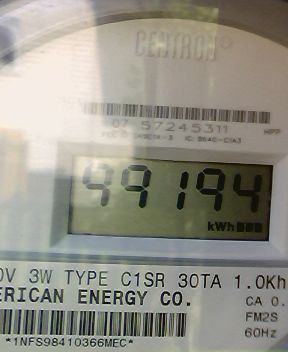 CENTRON
07 57245311
HPP
99194
kWh
0V 3W TYPE C1SR 30TA 1.0Kh
ERICAN ENERGY CO.
CA 0.
FM2S
60Hz
*1NFS98410366MEC*